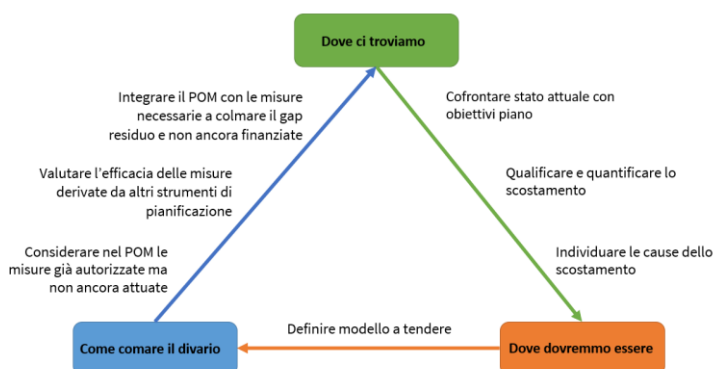 Dove ci troviamo
Integrare il POM con le misure
necessarie a colmare il gap
residuo e non ancora finanziate
Cofrontare stato attuale con
obiettivi piano
Valutare l'efficacia delle misure
derivate da altri strumenti di
pianificazione
Qualificare e quantificare lo
scostamento
Considerare nel POM le
misure già autorizzate ma
non ancora attuate
Individuare le cause dello
scostamento
Definire modello a tendere
Come comare il divario
Dove dovremmo essere